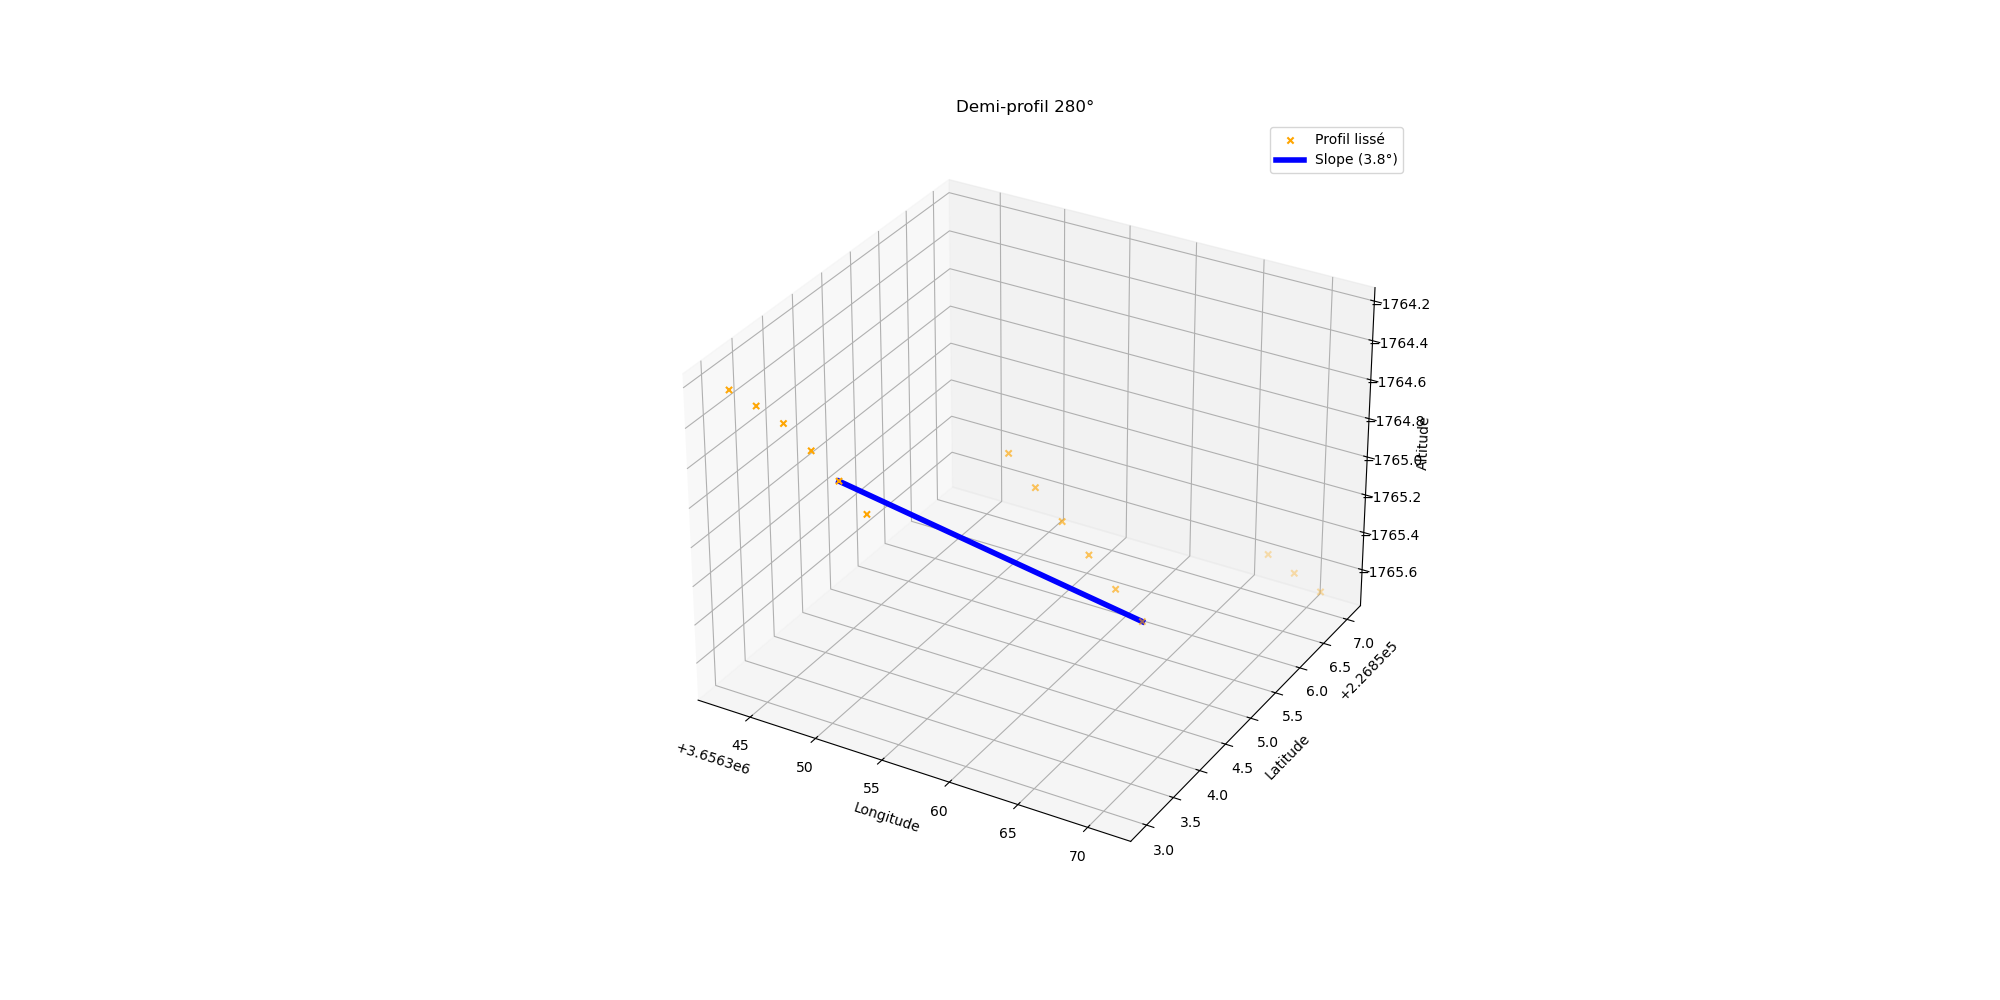 Demi-profil 280°
Profil lissé
Slope (3.8°)
−1764.2
−1764.4
−1764.6
−1764.8
−1765.0
−1765.2
−1765.4
−1765.6
Altitude
7.0
6.5
6.0
5.5
5.0
4.5
4.0
3.5
3.0
+2.2685e5
Latitude
45
50
55
60
65
70
+3.6563e6
Longitude